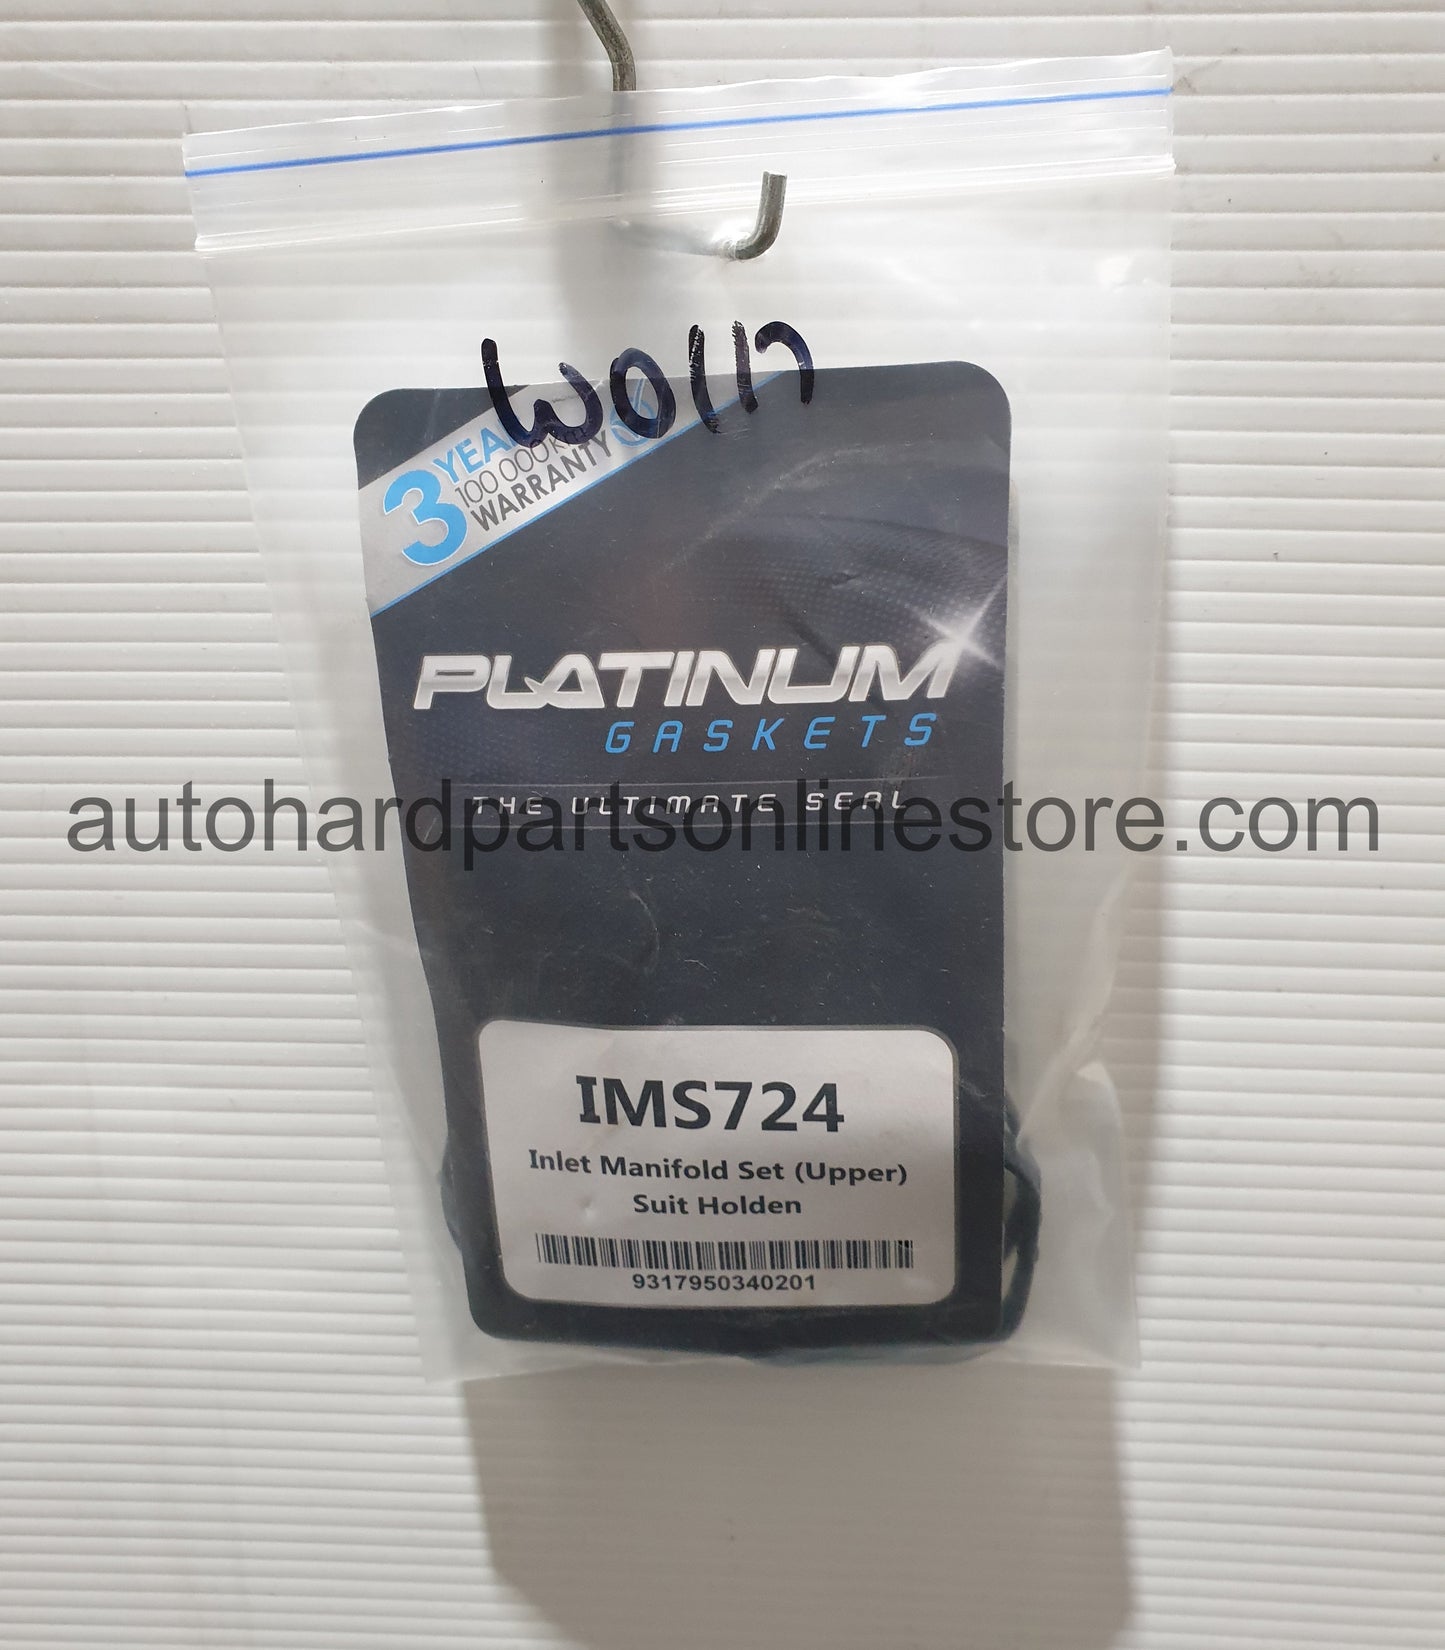 WO117
3 YEAR
100 000 Km
WARRANTY
PLATINUM
GASKETS
THE ULTIMATE SEAL
autohardpartsonlinestore.com
IMS724
Inlet Manifold Set (Upper)
Suit Holden
9317950340201